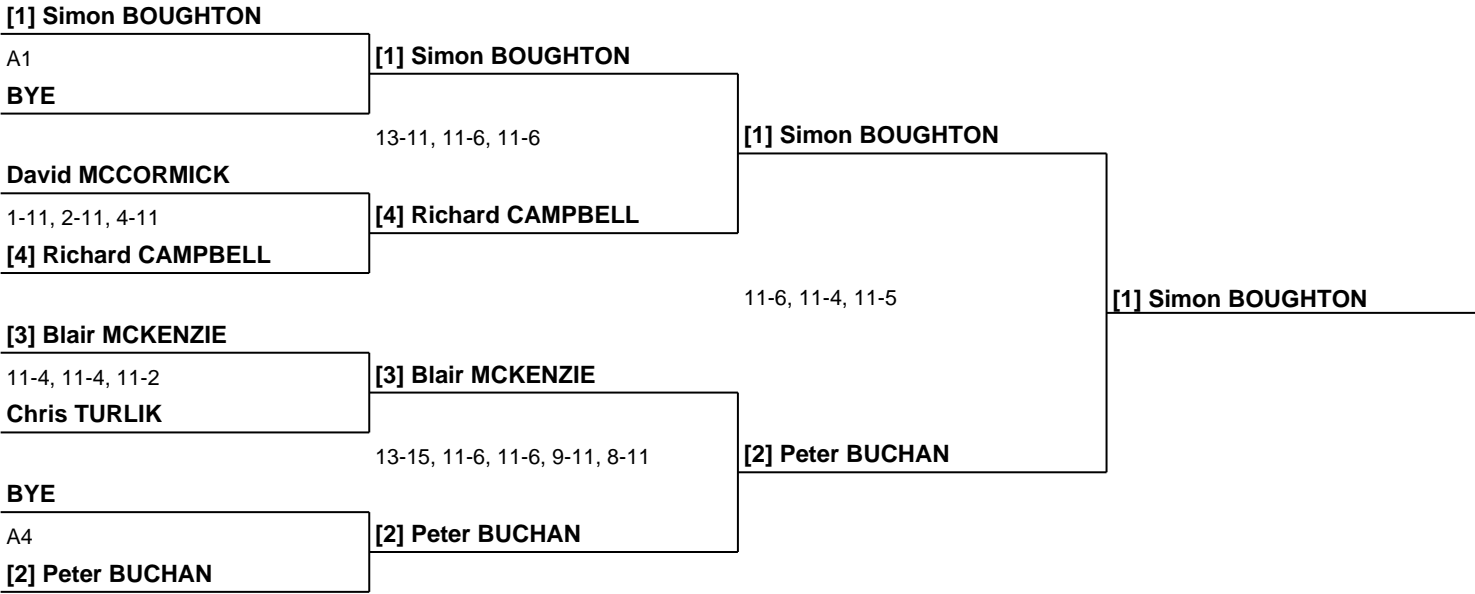 [1] Simon BOUGHTON
A1
[1] Simon BOUGHTON
BYE
13-11, 11-6, 11-6
[1] Simon BOUGHTON
David MCCORMICK
1-11, 2-11, 4-11
[4] Richard CAMPBELL
[4] Richard CAMPBELL
11-6, 11-4, 11-5
[1] Simon BOUGHTON
[3] Blair MCKENZIE
11-4, 11-4, 11-2
[3] Blair MCKENZIE
Chris TURLIK
13-15, 11-6, 11-6, 9-11, 8-11
[2] Peter BUCHAN
BYE
A4
[2] Peter BUCHAN
[2] Peter BUCHAN